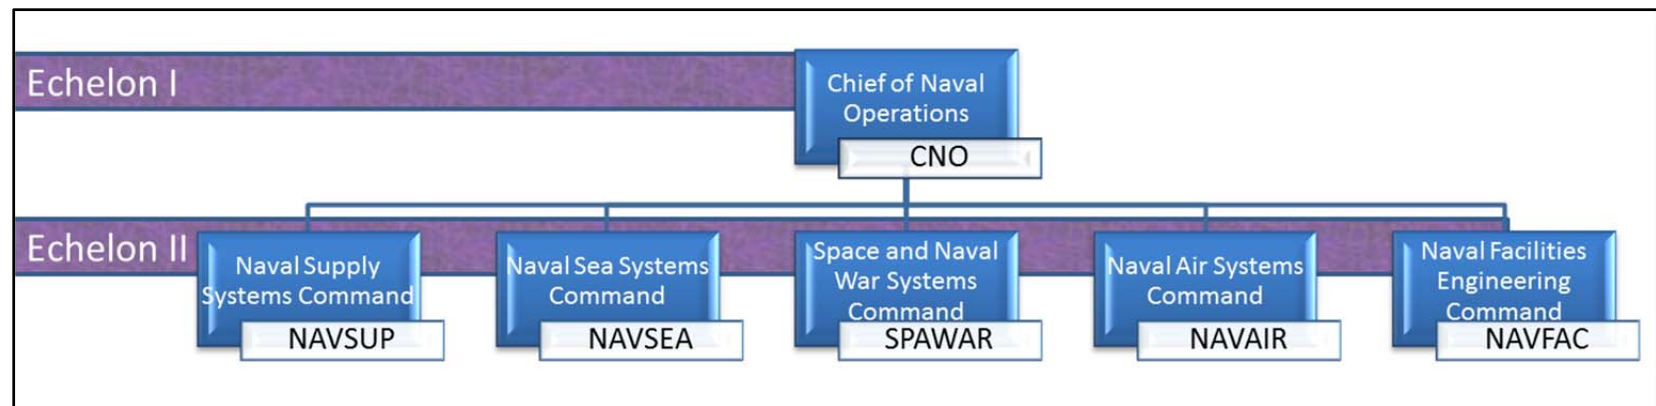 Echelon I
Chief of Naval
Operations
CNO
Echelon II
Naval Supply
Systems Command
NAVSUP
Naval Sea Systems
Command
NAVSEA
Space and Naval
War Systems
Command
SPAWAR
Naval Air Systems
Command
NAVAIR
Naval Facilities
Engineering
Command
NAVFAC